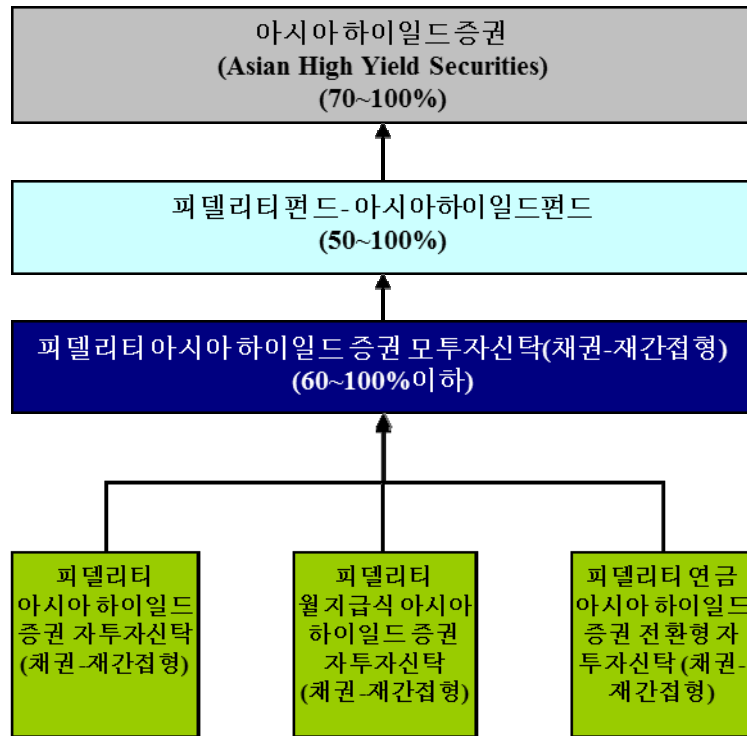 아시아하이일드증권
(Asian High Yield Securities)
(70~100%)
피델리티펀드-아시아하이일드펀드
(50~100%)
피델리티아시아하이일드 증권 모투자신탁(채권-재간접형)
(60~100%이하)
피델리티
아시아하이일드
증권 자투자신탁
(채권-재간접형)
피델리티
월지급식 아시아
하이일드 증권
자투자신탁
(채권-재간접형)
피델리티 연금
아시아하이일드
증권 전환형 자
투자신탁 (채권-
재간접형)